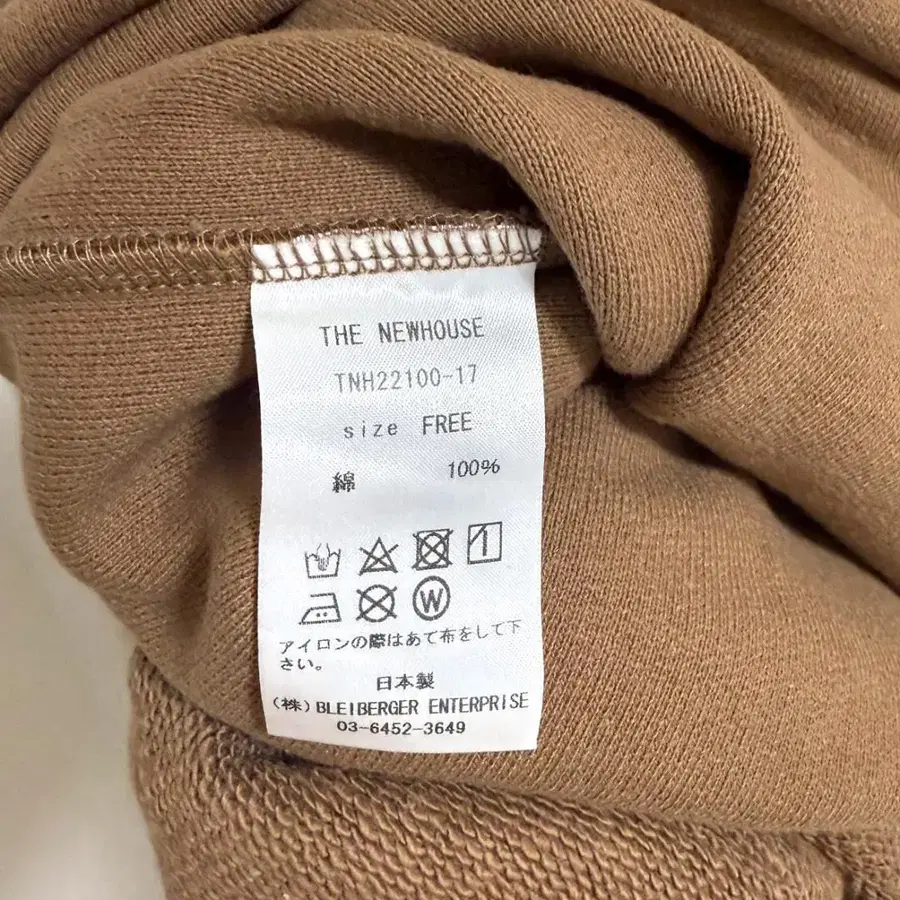 THE NEWHOUSE
TNH22100-17
size FREE
綿 100%
W
アイロンの際はあて布をして下
さい。
日本製
(株)BLEIBERGER ENTERPRISE
03-6452-3649